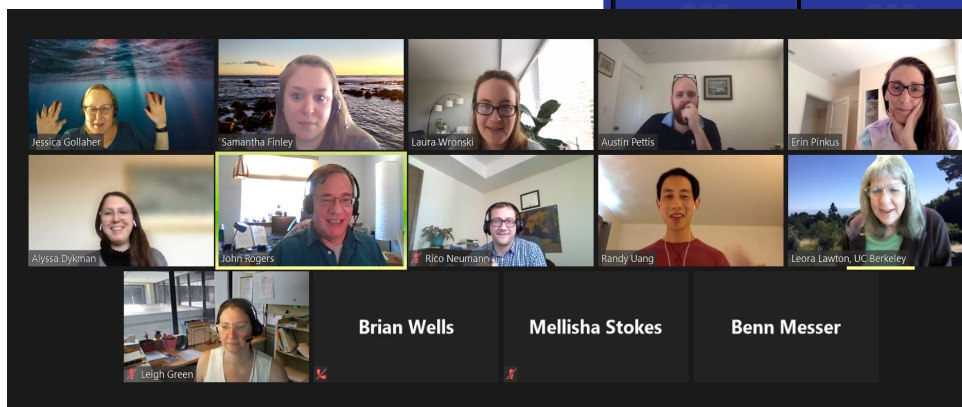 Jessica Gollaher
Samantha Finley
Laura Wronski
Austin Pettis
Erin Pinkus
Alyssa Dykman
John Rogers
Rico Neumann
Randy Uang
Leora Lawton, UC Berkeley
Leigh Green
Brian Wells
Mellisha Stokes
Benn Messer